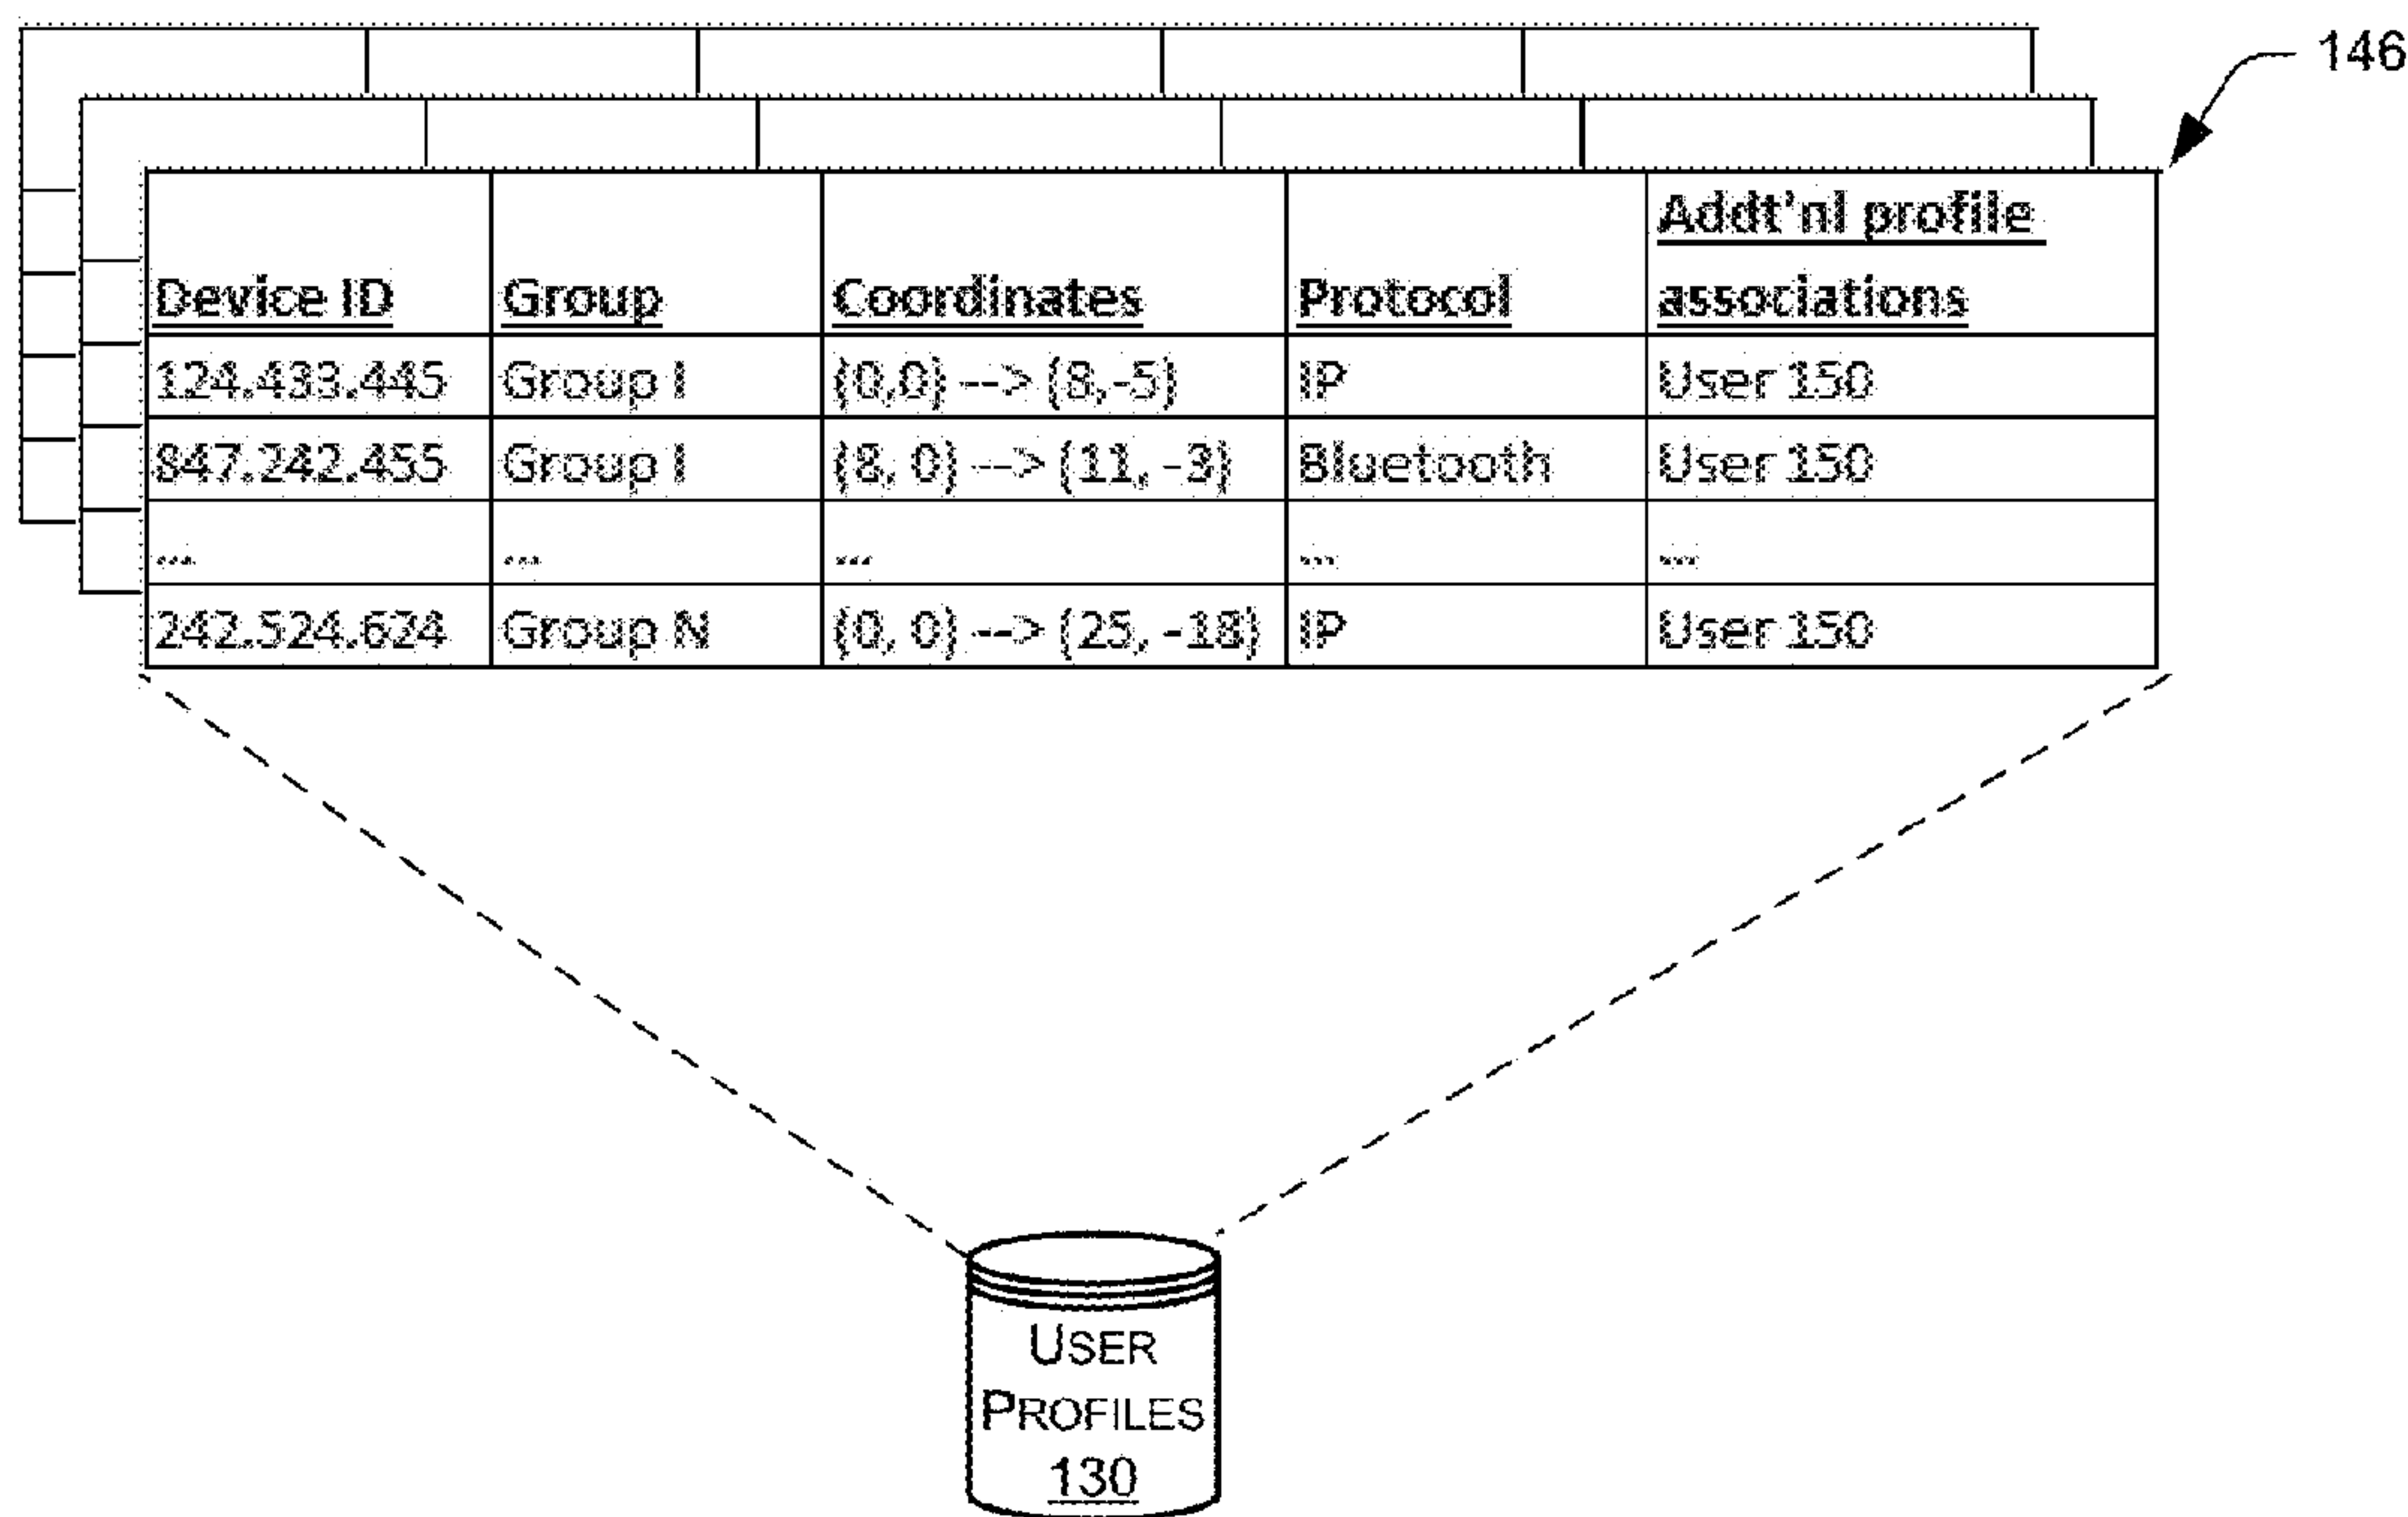 146
Addt'nl profile
Device ID Group Coordinates Protocol associations
124.433.445 Group I (0,0) --> (8,-5) IP User 150
847.242.455 Group I (8, 0) --> (11, -3) Bluetooth User 150
... ... ... ... ...
242.524.624 Group N (0, 0) --> (25, -18) IP User 150
USER
PROFILES
130